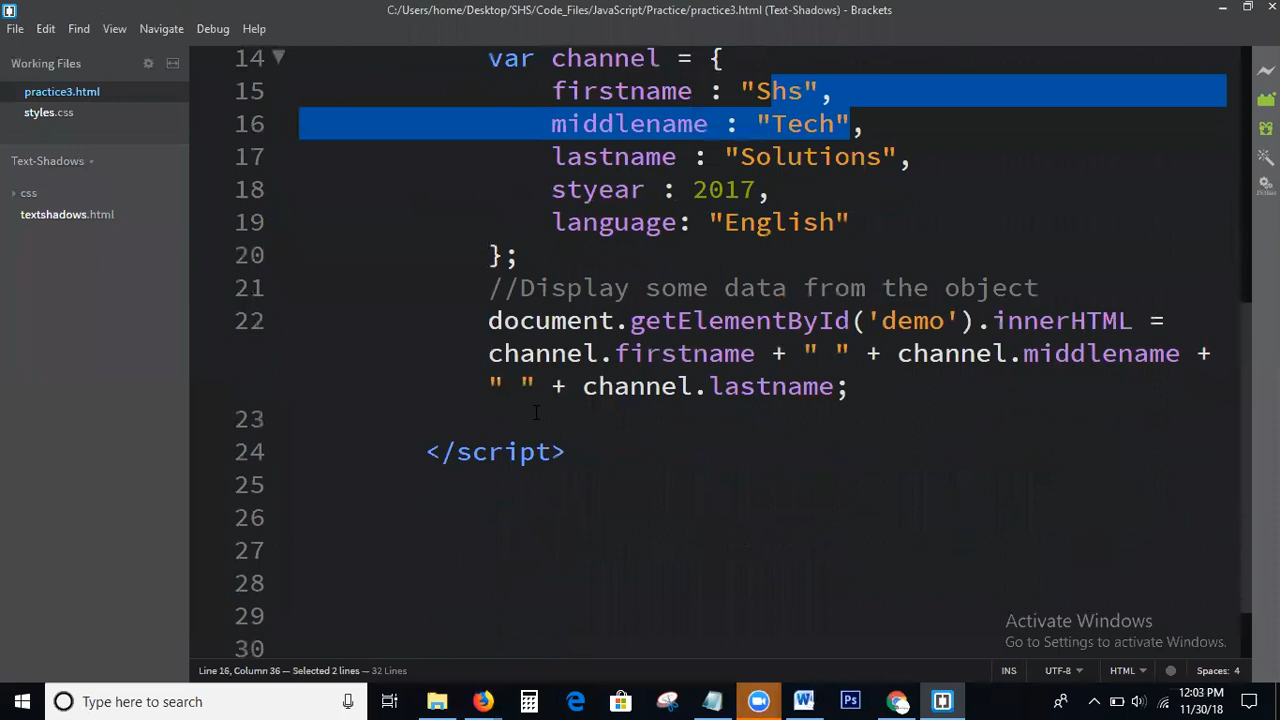 C:/Users/home/Desktop/SHS/Code_Files/JavaScript/Practice/practice3.html (Text-Shadows) - Brackets
File Edit Find View Navigate Debug Help
Working Files
practice3.html
styles.css
Text-Shadows
css
textshadows.html
14 var channel = {
15 firstname : "Shs",
16 middlename : "Tech",
17 lastname : "Solutions",
18 styear : 2017,
19 language: "English"
20 };
21 //Display some data from the object
22 document.getElementById('demo').innerHTML =
channel.firstname + " " + channel.middlename +
" " + channel.lastname;
23
24 </script>
25
26
27
28
29
30
Activate Windows
Go to Settings to activate Windows.
Line 16, Column 36 — Selected 2 lines — 32 Lines
INS UTF-8 HTML Spaces: 4
Type here to search
12:03 PM
11/30/18